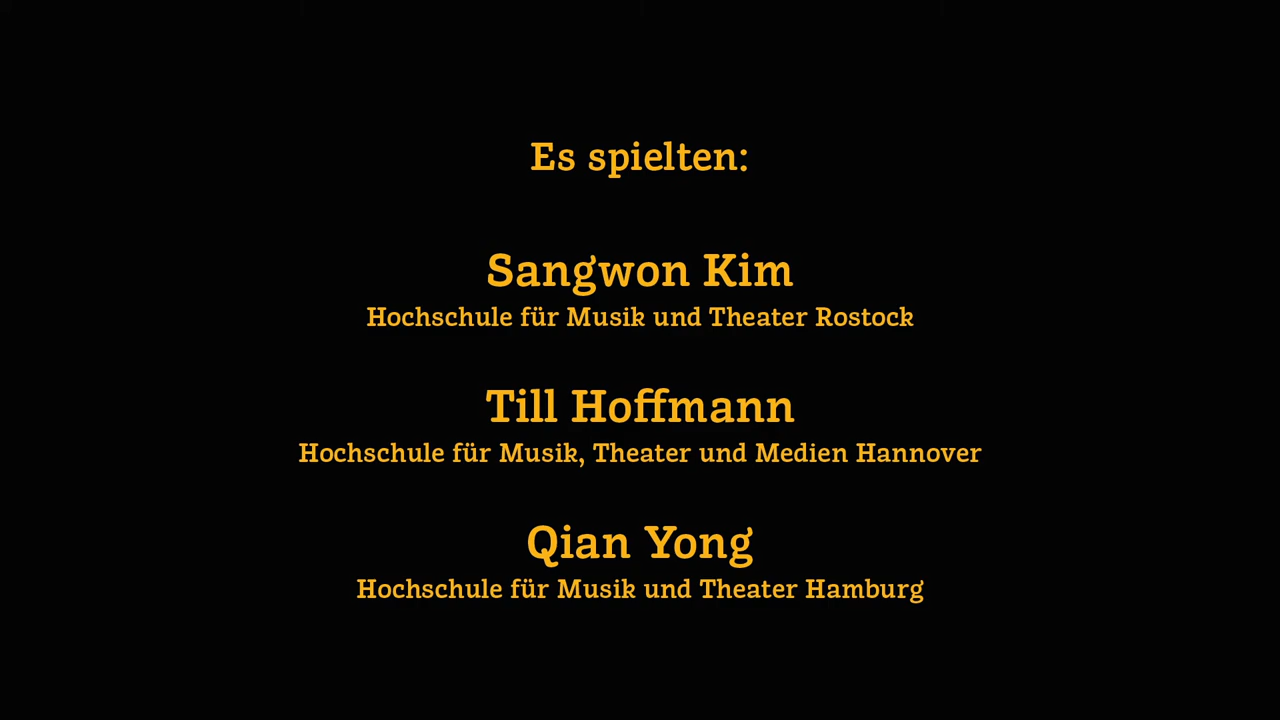 Es spielten:
Sangwon Kim
Hochschule für Musik und Theater Rostock
Till Hoffmann
Hochschule für Musik, Theater und Medien Hannover
Qian Yong
Hochschule für Musik und Theater Hamburg